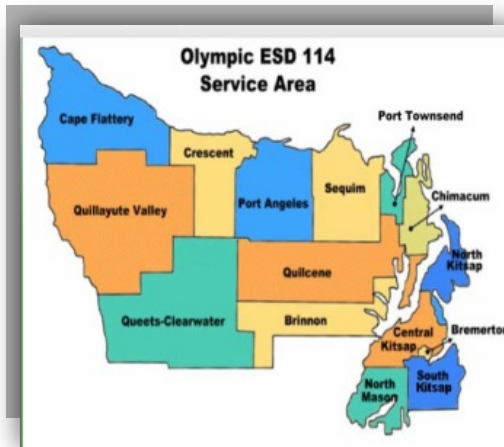 Olympic ESD 114
Service Area
Cape Flattery
Crescent
Port Townsend
Quillayute Valley
Port Angeles
Sequim
Chimacum
North
Kitsap
Quilcene
Queets-Clearwater
Brinnon
Central
Kitsap
Bremerton
North
Mason
South
Kitsap